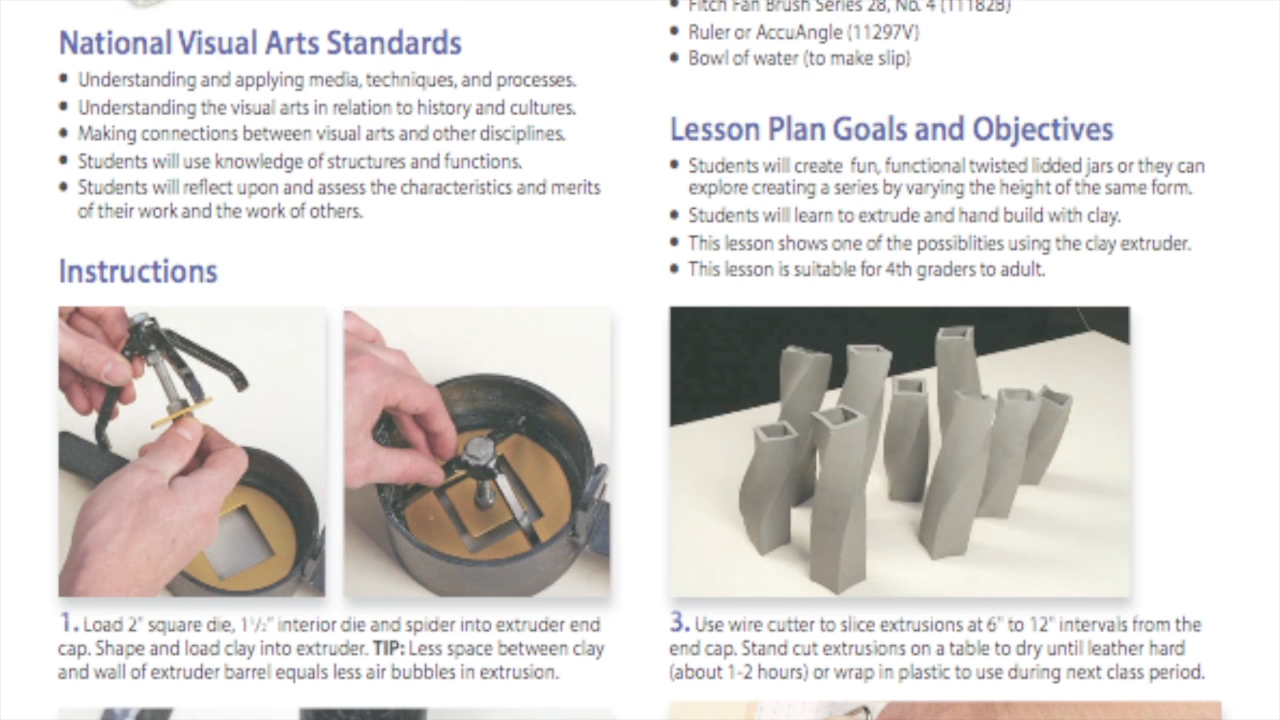 National Visual Arts Standards
• Understanding and applying media, techniques, and processes.
• Understanding the visual arts in relation to history and cultures.
• Making connections between visual arts and other disciplines.
• Students will use knowledge of structures and functions.
• Students will reflect upon and assess the characteristics and merits
of their work and the work of others.
Instructions
1. Load 2" square die, 1 1/2" interior die and spider into extruder end
cap. Shape and load clay into extruder. TIP: Less space between clay
and wall of extruder barrel equals less air bubbles in extrusion.
• Fitch Fan Brush Series 28, No. 4 (11182B)
• Ruler or AccuAngle (11297V)
• Bowl of water (to make slip)
Lesson Plan Goals and Objectives
• Students will create fun, functional twisted lidded jars or they can
explore creating a series by varying the height of the same form.
• Students will learn to extrude and hand build with clay.
• This lesson shows one of the possiblities using the clay extruder.
• This lesson is suitable for 4th graders to adult.
3. Use wire cutter to slice extrusions at 6" to 12" intervals from the
end cap. Stand cut extrusions on a table to dry until leather hard
(about 1-2 hours) or wrap in plastic to use during next class period.